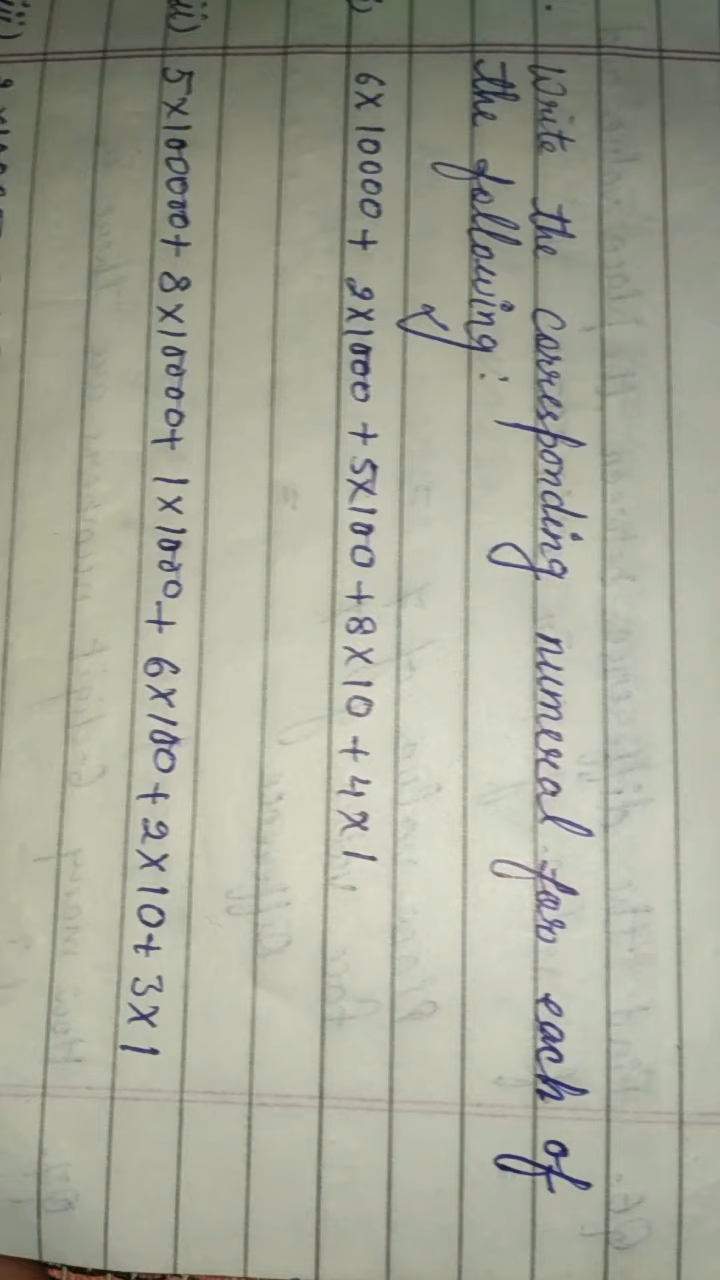 . Write the corresponding numeral for each of
the following:
i) 6 x 10000 + 2 x 1000 + 5 x 100 + 8 x 10 + 4 x 1
ii) 5 x 100000 + 8 x 10000 + 1 x 1000 + 6 x 100 + 2 x 10 + 3 x 1
iii)